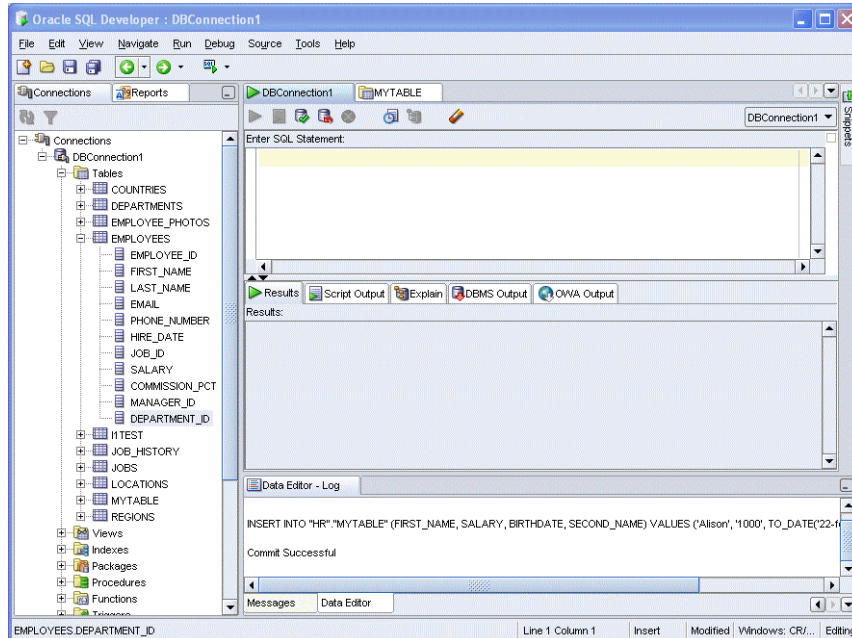 Oracle SQL Developer : DBConnection1
File Edit View Navigate Run Debug Source Tools Help
Connections
Reports
DBConnection1
MYTABLE
Snippets
DBConnection1
Connections
DBConnection1
Tables
COUNTRIES
DEPARTMENTS
EMPLOYEE_PHOTOS
EMPLOYEES
EMPLOYEE_ID
FIRST_NAME
LAST_NAME
EMAIL
PHONE_NUMBER
HIRE_DATE
JOB_ID
SALARY
COMMISSION_PCT
MANAGER_ID
DEPARTMENT_ID
I1TEST
JOB_HISTORY
JOBS
LOCATIONS
MYTABLE
REGIONS
Views
Indexes
Packages
Procedures
Functions
Triggers
Enter SQL Statement:
Results Script Output Explain DBMS Output OWA Output
Results:
Data Editor - Log
INSERT INTO "HR"."MYTABLE" (FIRST_NAME, SALARY, BIRTHDATE, SECOND_NAME) VALUES ('Alison', '1000', TO_DATE('22-f
Commit Successful
Messages Data Editor
EMPLOYEES.DEPARTMENT_ID
Line 1 Column 1 Insert Modified Windows: CR/... Editing